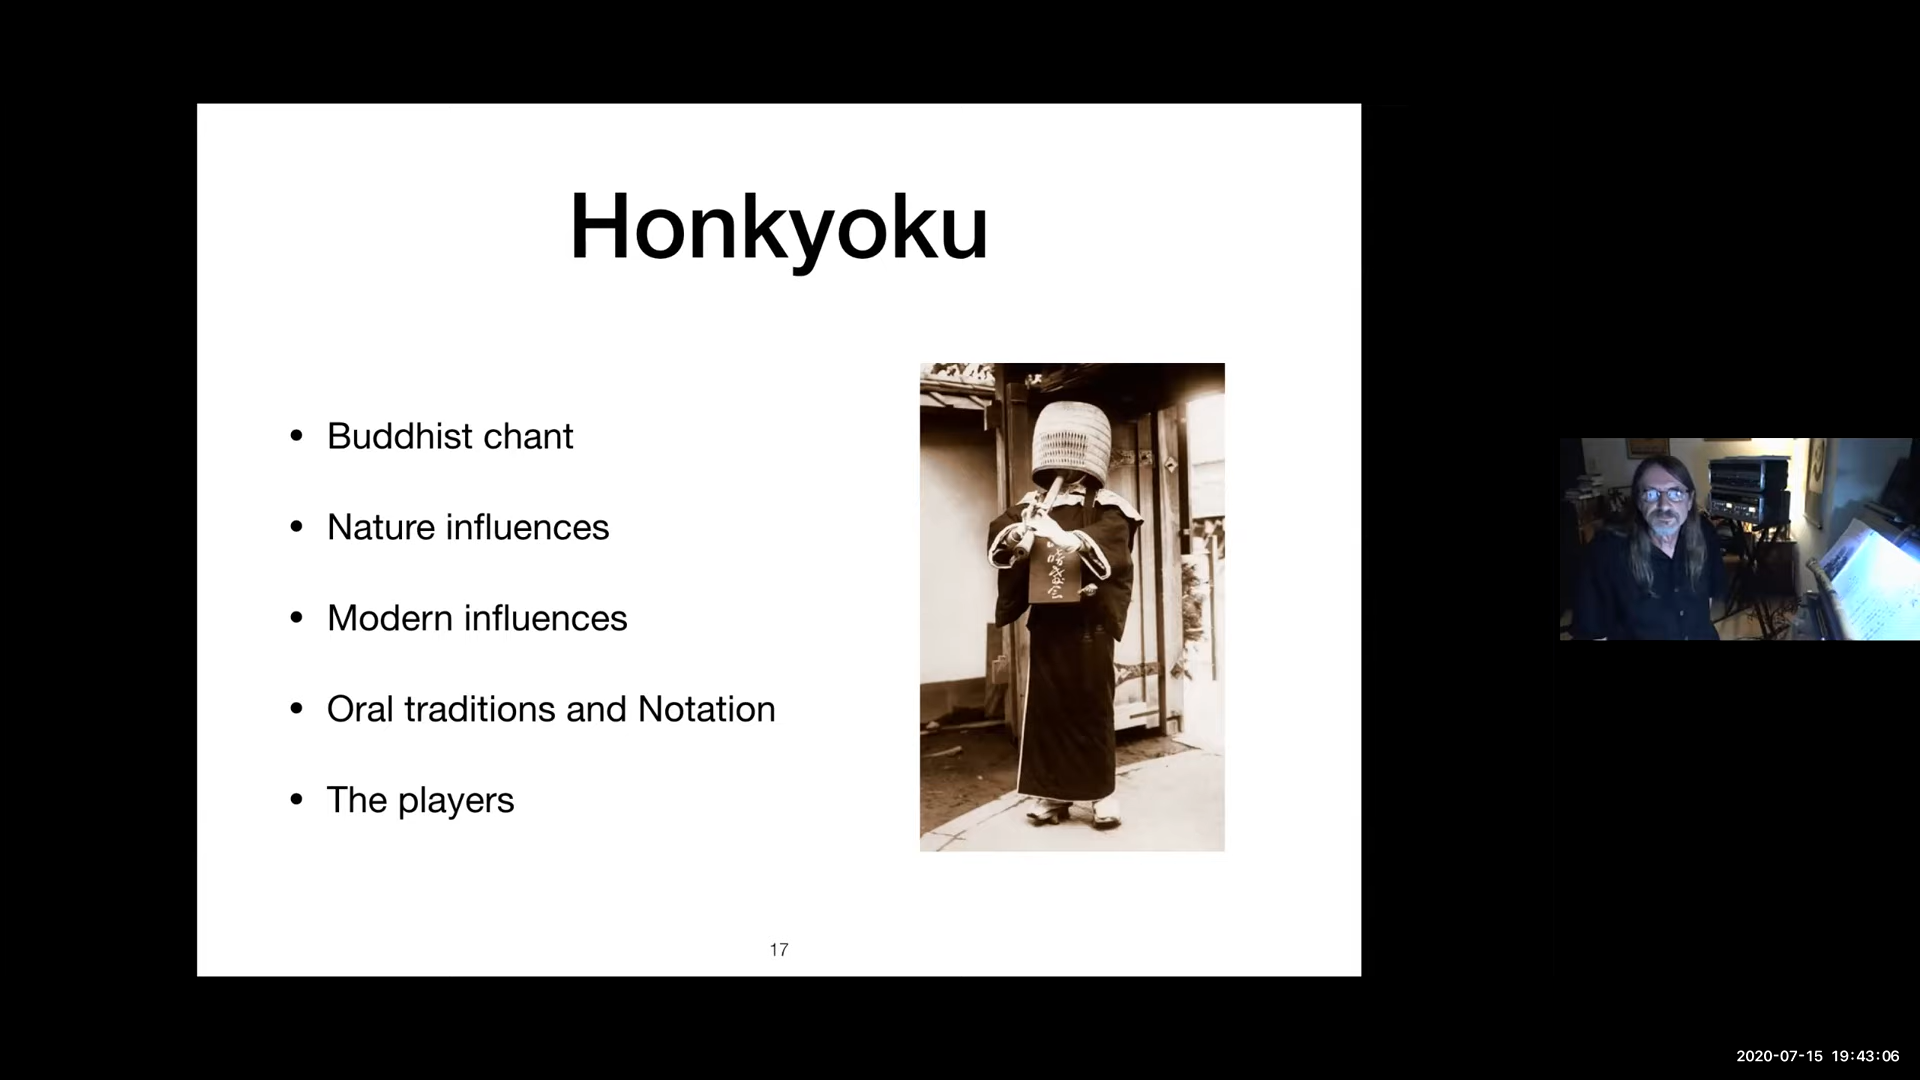 Honkyoku
• Buddhist chant
• Nature influences
• Modern influences
• Oral traditions and Notation
• The players
17
2020-07-15 19:43:06